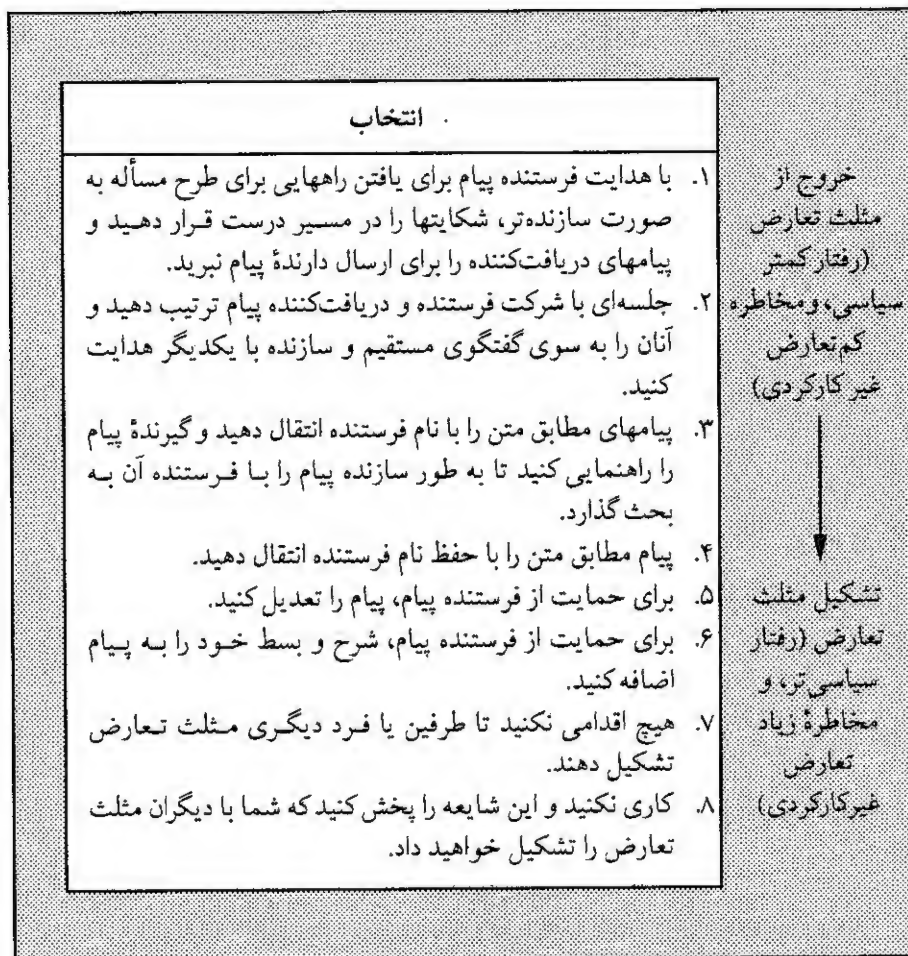 انتخاب
۱. با هدایت فرستنده پیام برای یافتن راههایی برای طرح مسأله به
صورت سازنده‌تر، شکایتها را در مسیر درست قرار دهید و
پیامهای دریافت‌کننده را برای ارسال دارندهٔ پیام نبرید.
۲. جلسه‌ای با شرکت فرستنده و دریافت‌کننده پیام ترتیب دهید و
آنان را به سوی گفتگوی مستقیم و سازنده با یکدیگر هدایت
کنید.
۳. پیامهای مطابق متن را با نام فرستنده انتقال دهید و گیرندهٔ پیام
را راهنمایی کنید تا به طور سازنده پیام را با فرستنده آن به
بحث گذارد.
۴. پیام مطابق متن را با حفظ نام فرستنده انتقال دهید.
۵. برای حمایت از فرستنده پیام، پیام را تعدیل کنید.
۶. برای حمایت از فرستنده پیام، شرح و بسط خود را به پیام
اضافه کنید.
۷. هیچ اقدامی نکنید تا طرفین یا فرد دیگری مثلث تعارض
تشکیل دهند.
۸. کاری نکنید و این شایعه را پخش کنید که شما با دیگران مثلث
تعارض را تشکیل خواهید داد.
خروج از
مثلث تعارض
(رفتار کمتر
سیاسی، و مخاطره
کم تعارض
غیر کارکردی)
تشکیل مثلث
تعارض (رفتار
سیاسی‌تر، و
مخاطرهٔ زیاد
تعارض
غیرکارکردی)